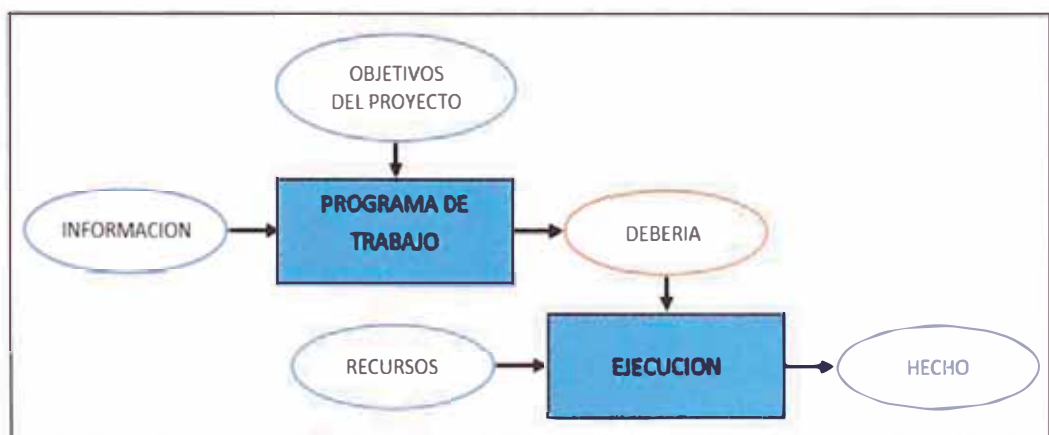 OBJETIVOS
DEL PROYECTO
INFORMACION
PROGRAMA DE
TRABAJO
DEBERIA
RECURSOS
EJECUCION
HECHO